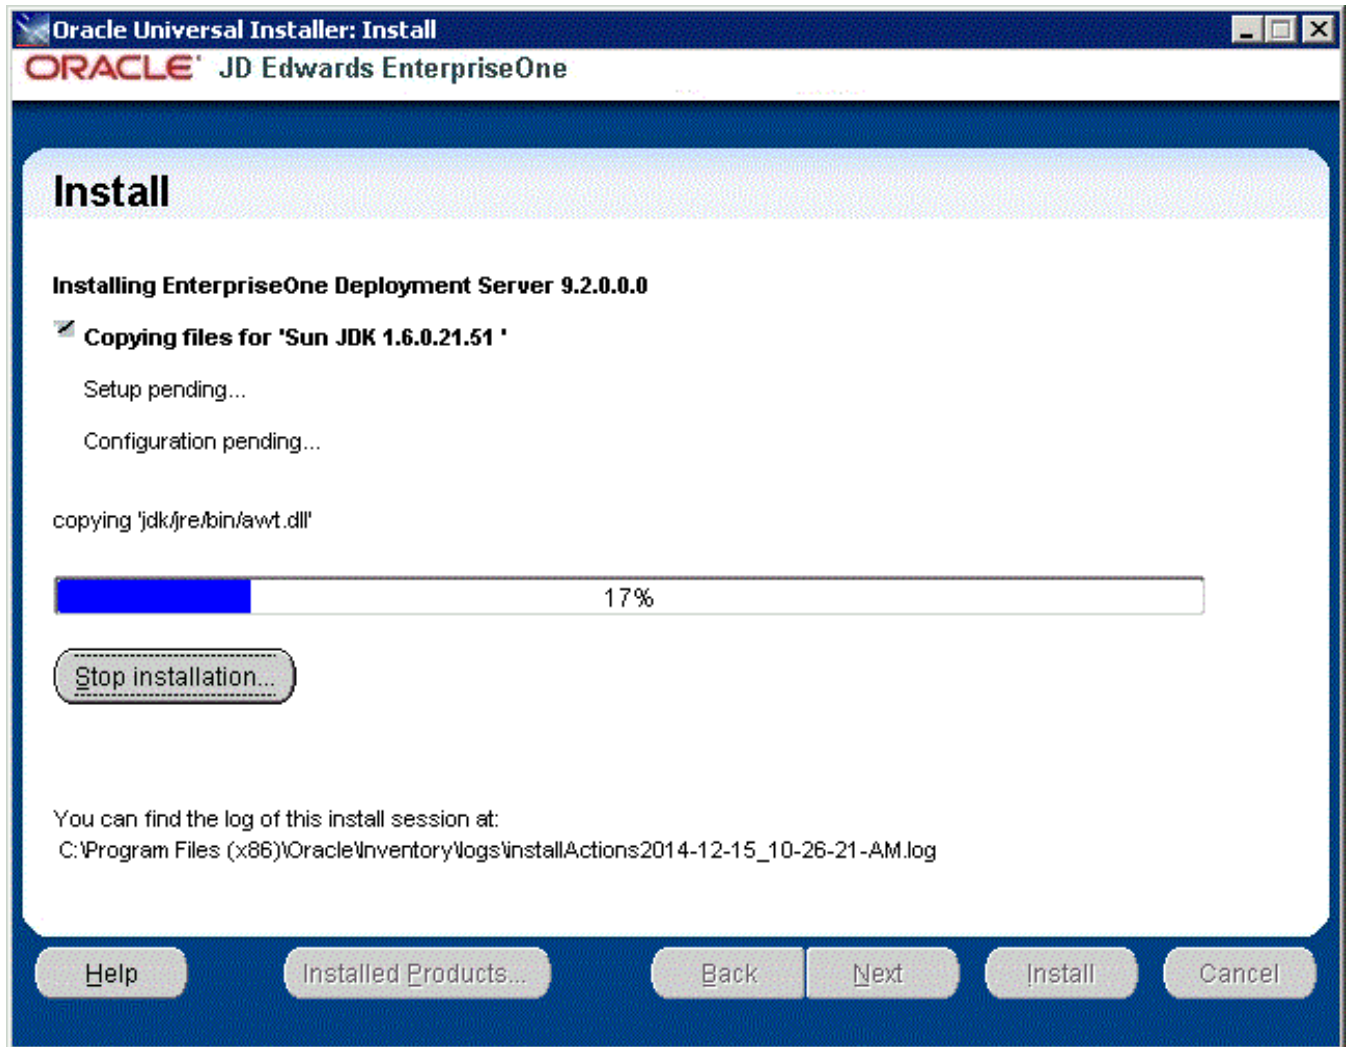 Oracle Universal Installer: Install
ORACLE JD Edwards EnterpriseOne
Install
Installing EnterpriseOne Deployment Server 9.2.0.0.0
Copying files for 'Sun JDK 1.6.0.21.51 '
Setup pending...
Configuration pending...
copying 'jdk/jre/bin/awt.dll'
17%
Stop installation...
You can find the log of this install session at:
C:\Program Files (x86)\Oracle\Inventory\logs\installActions2014-12-15_10-26-21-AM.log
Help Installed Products... Back Next Install Cancel